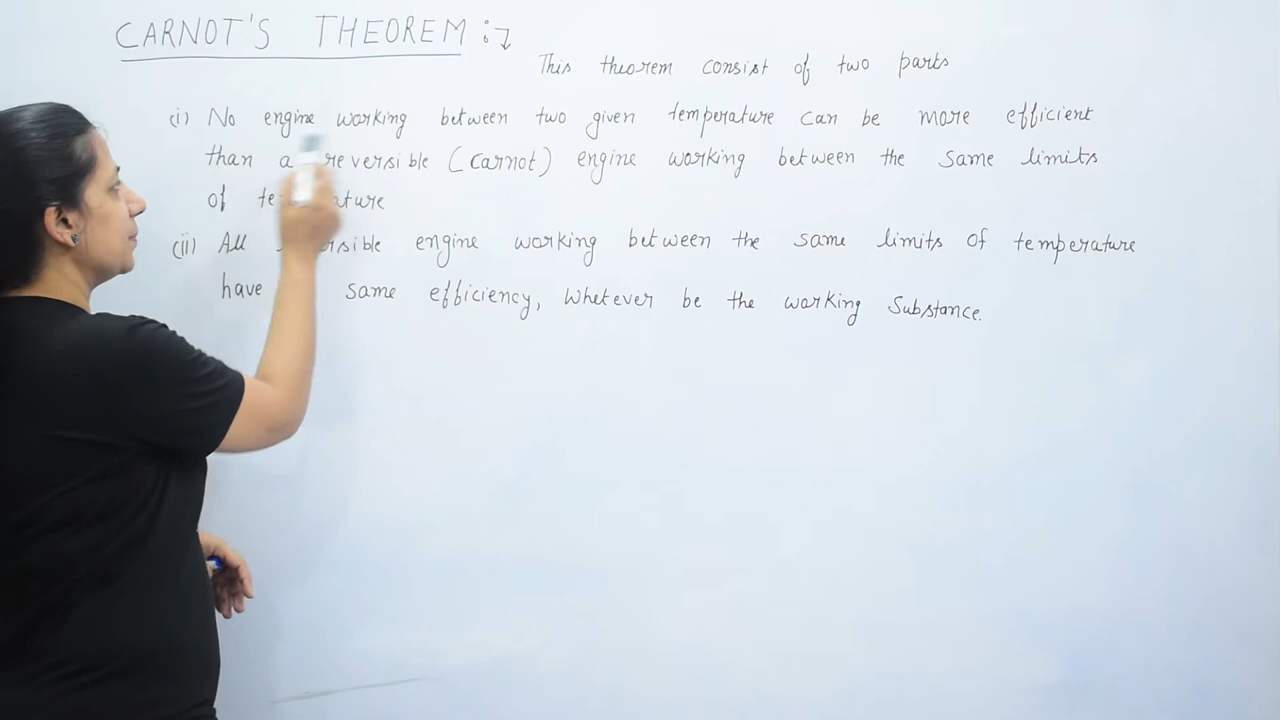 CARNOT'S THEOREM :→
This theorem consist of two parts
(i) No engine working between two given temperature can be more efficient
than a reversible (Carnot) engine working between the same limits
of
(ii) All engine working between the same limits of temperature
have same efficiency, Whatever be the working Substance.